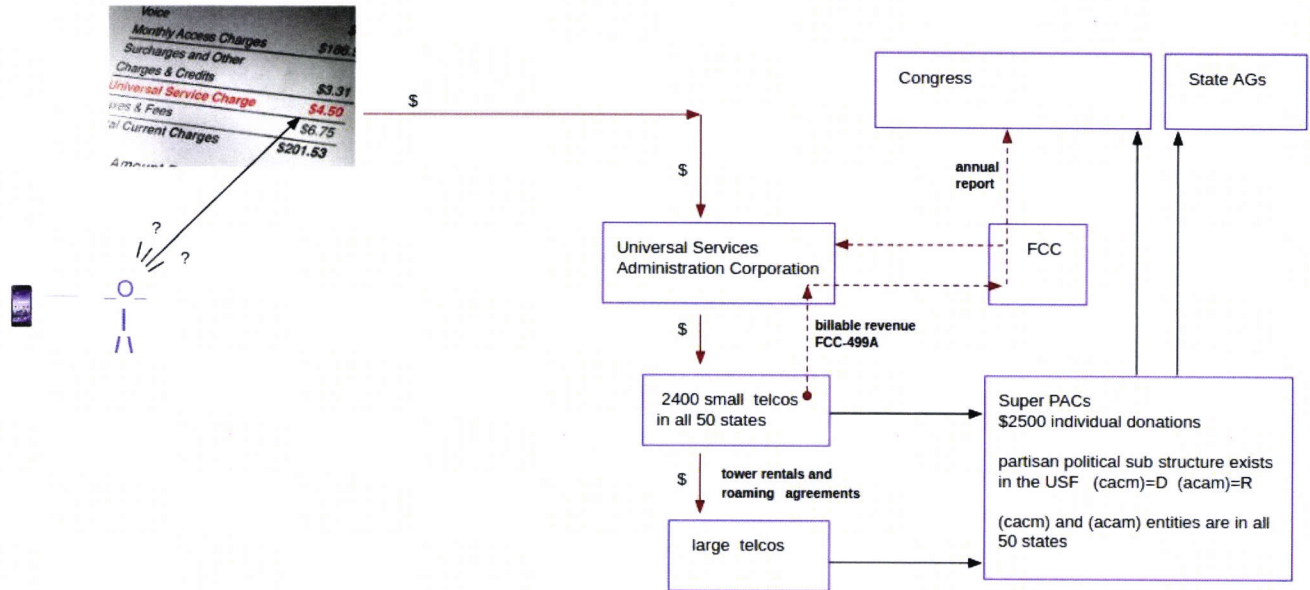 Voice
Monthly Access Charges
Surcharges and Other
Charges & Credits $3.31
Universal Service Charge $4.50
& Fees $6.75
Current Charges $201.53
$
$
?
?
Congress
State AGs
annual
report
Universal Services
Administration Corporation
FCC
$
billable revenue
FCC-499A
2400 small telcos
in all 50 states
$
tower rentals and
roaming agreements
large telcos
Super PACs
$2500 individual donations
partisan political sub structure exists
in the USF (cacm)=D (acam)=R
(cacm) and (acam) entities are in all
50 states